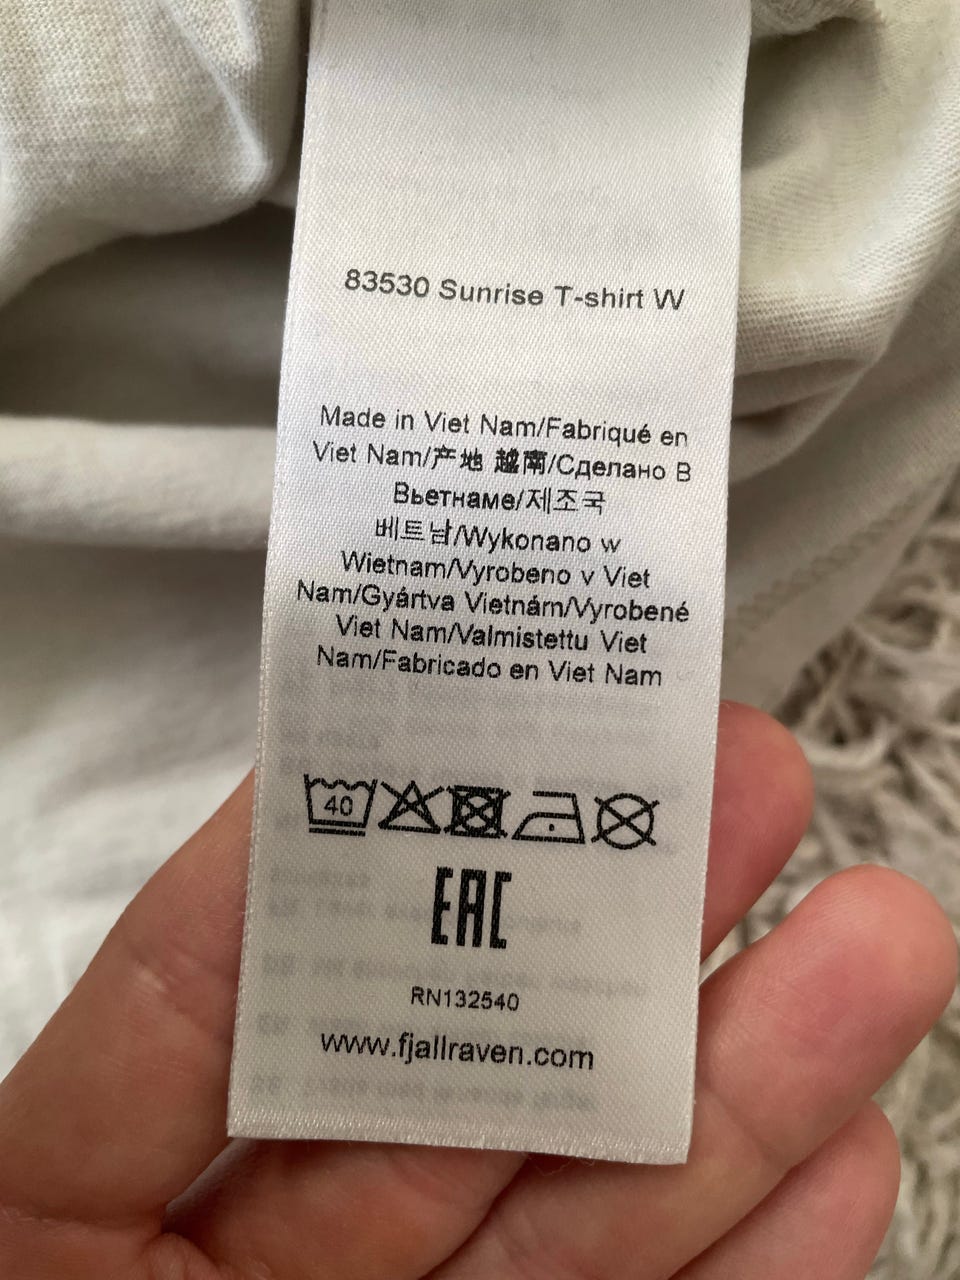 83530 Sunrise T-shirt W
Made in Viet Nam/Fabriqué en
Viet Nam/产地 越南/Сделано В
Вьетнаме/제조국
베트남/Wykonano w
Wietnam/Vyrobeno v Viet
Nam/Gyártva Vietnám/Vyrobené
Viet Nam/Valmistettu Viet
Nam/Fabricado en Viet Nam
40
EAC
RN132540
www.fjallraven.com